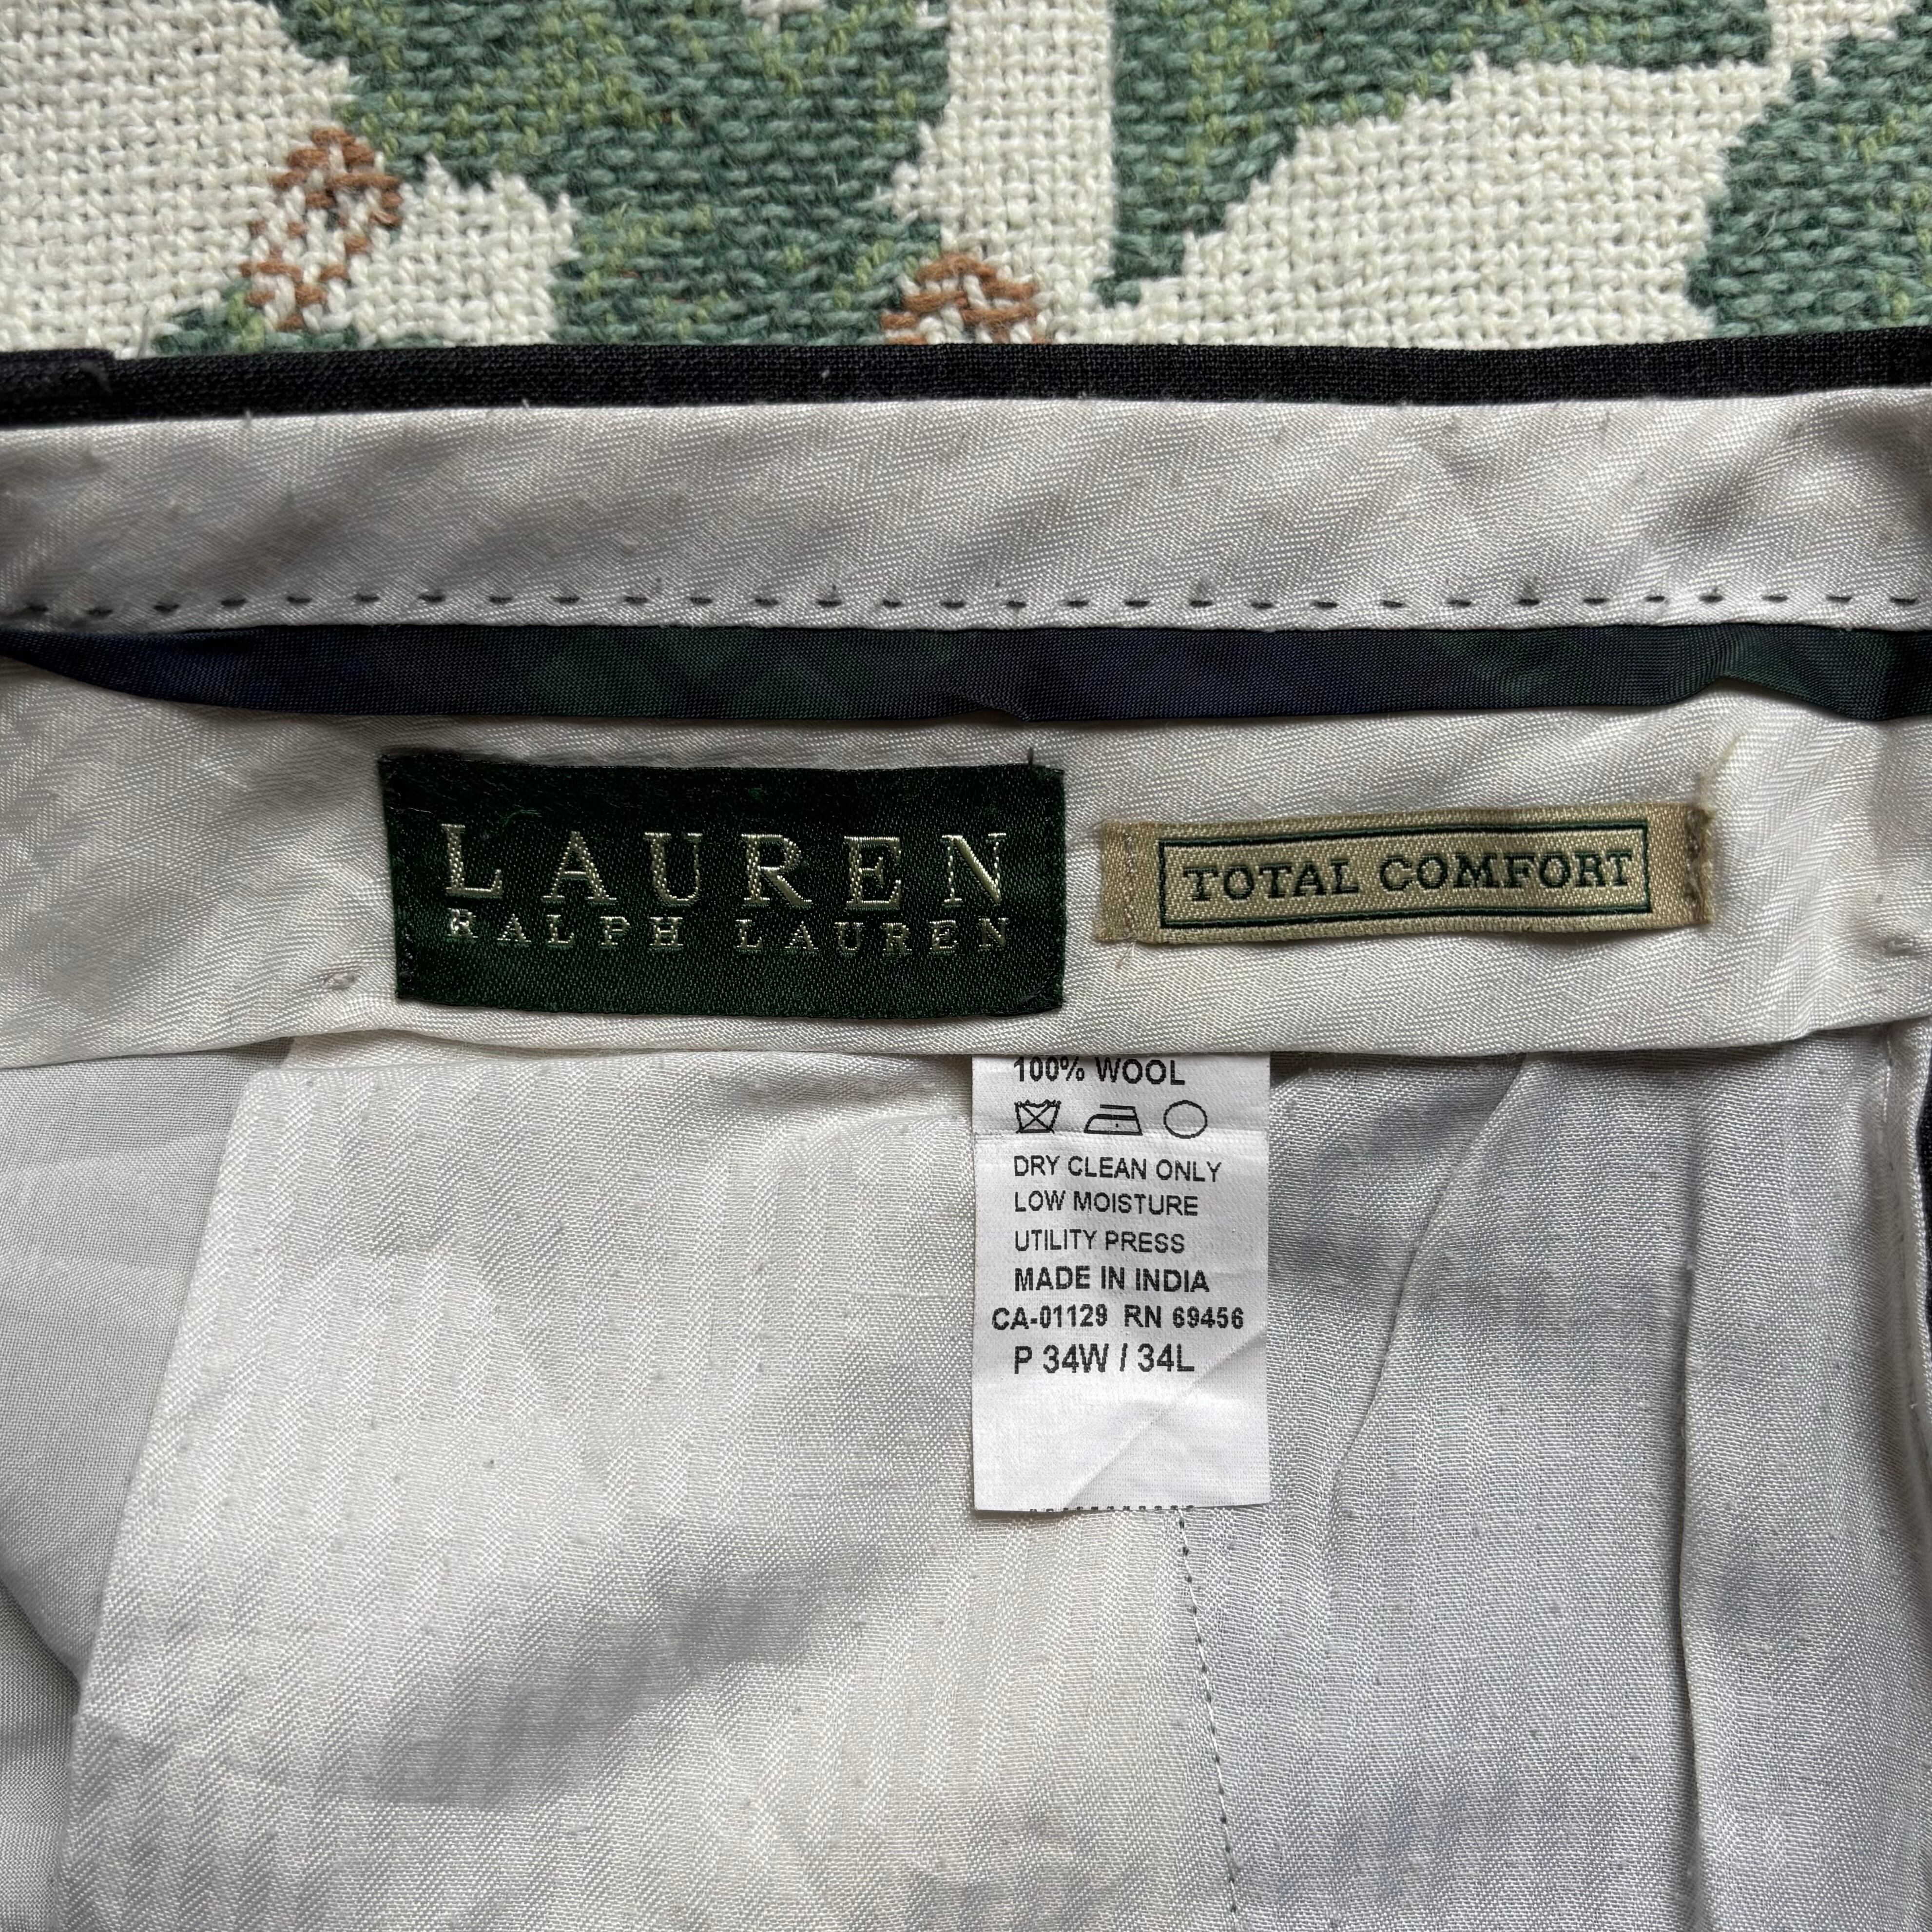 LAUREN
RALPH LAUREN
TOTAL COMFORT
100% WOOL
DRY CLEAN ONLY
LOW MOISTURE
UTILITY PRESS
MADE IN INDIA
CA-01129 RN 69456
P 34W / 34L